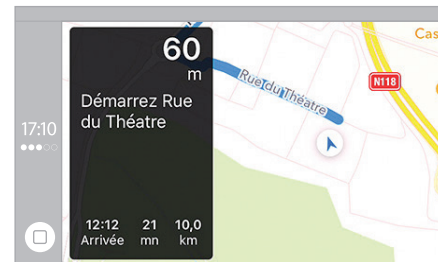 60
m
Démarrez Rue
du Théatre
12:12 21 10,0
Arrivée mn km
17:10
Rue du Théatre
N118
Cas